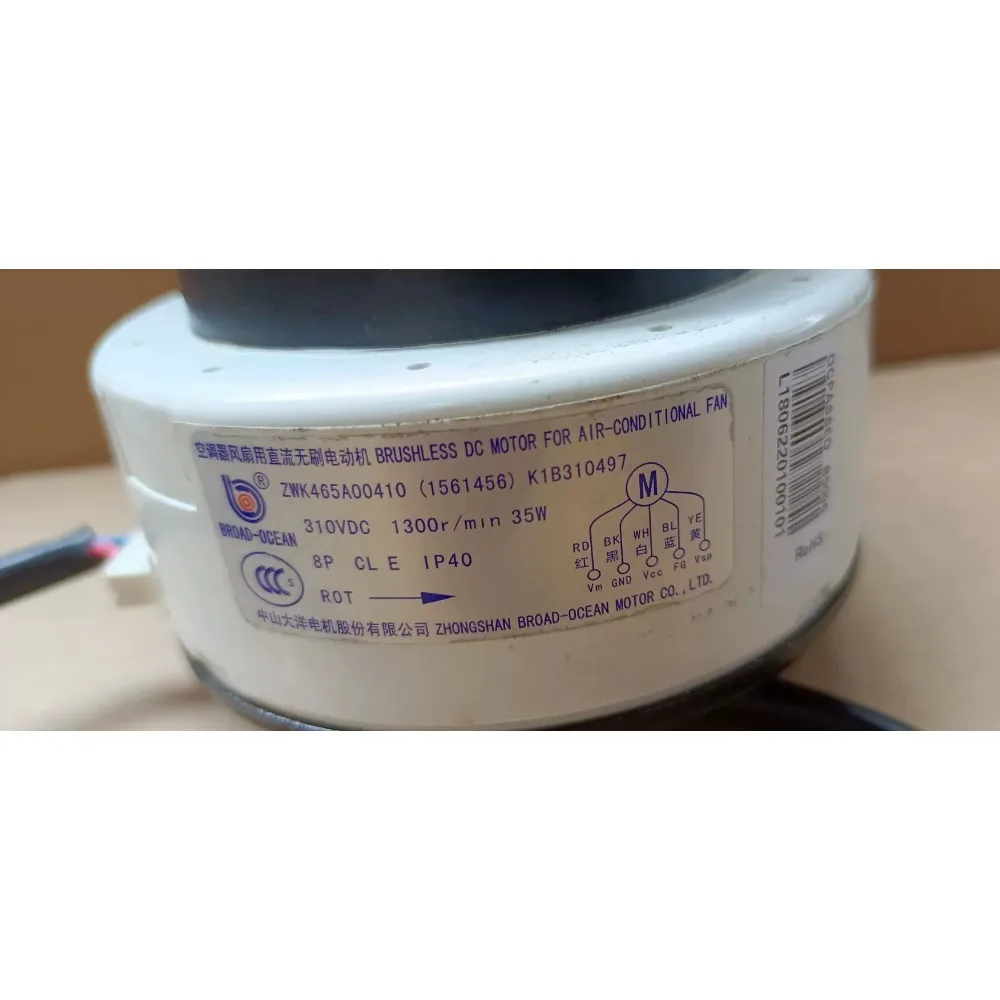 空调器风扇用直流无刷电动机 BRUSHLESS DC MOTOR FOR AIR-CONDITIONAL FAN
ZWK465A00410 (1561456) K1B310497
®
BROAD-OCEAN
310VDC 1300r/min 35W
8P CL E IP40
CCC S
ROT
M
RD BK WH BL YE
红 黑 白 蓝 黄
Vm GND Vcc FG Vsp
中山大洋电机股份有限公司 ZHONGSHAN BROAD-OCEAN MOTOR CO.,LTD.
QCPASSED
L1806220100101
RoHS